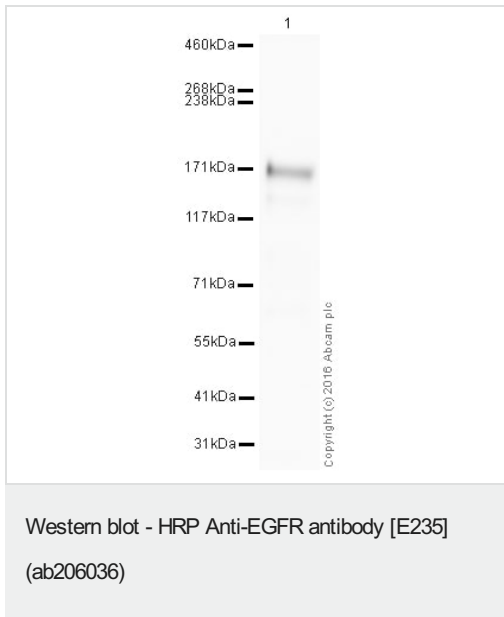 1
460kDa
268kDa
238kDa
171kDa
117kDa
71kDa
55kDa
41kDa
31kDa
Copyright (c) 2016 Abcam plc
Western blot - HRP Anti-EGFR antibody [E235]
(ab206036)